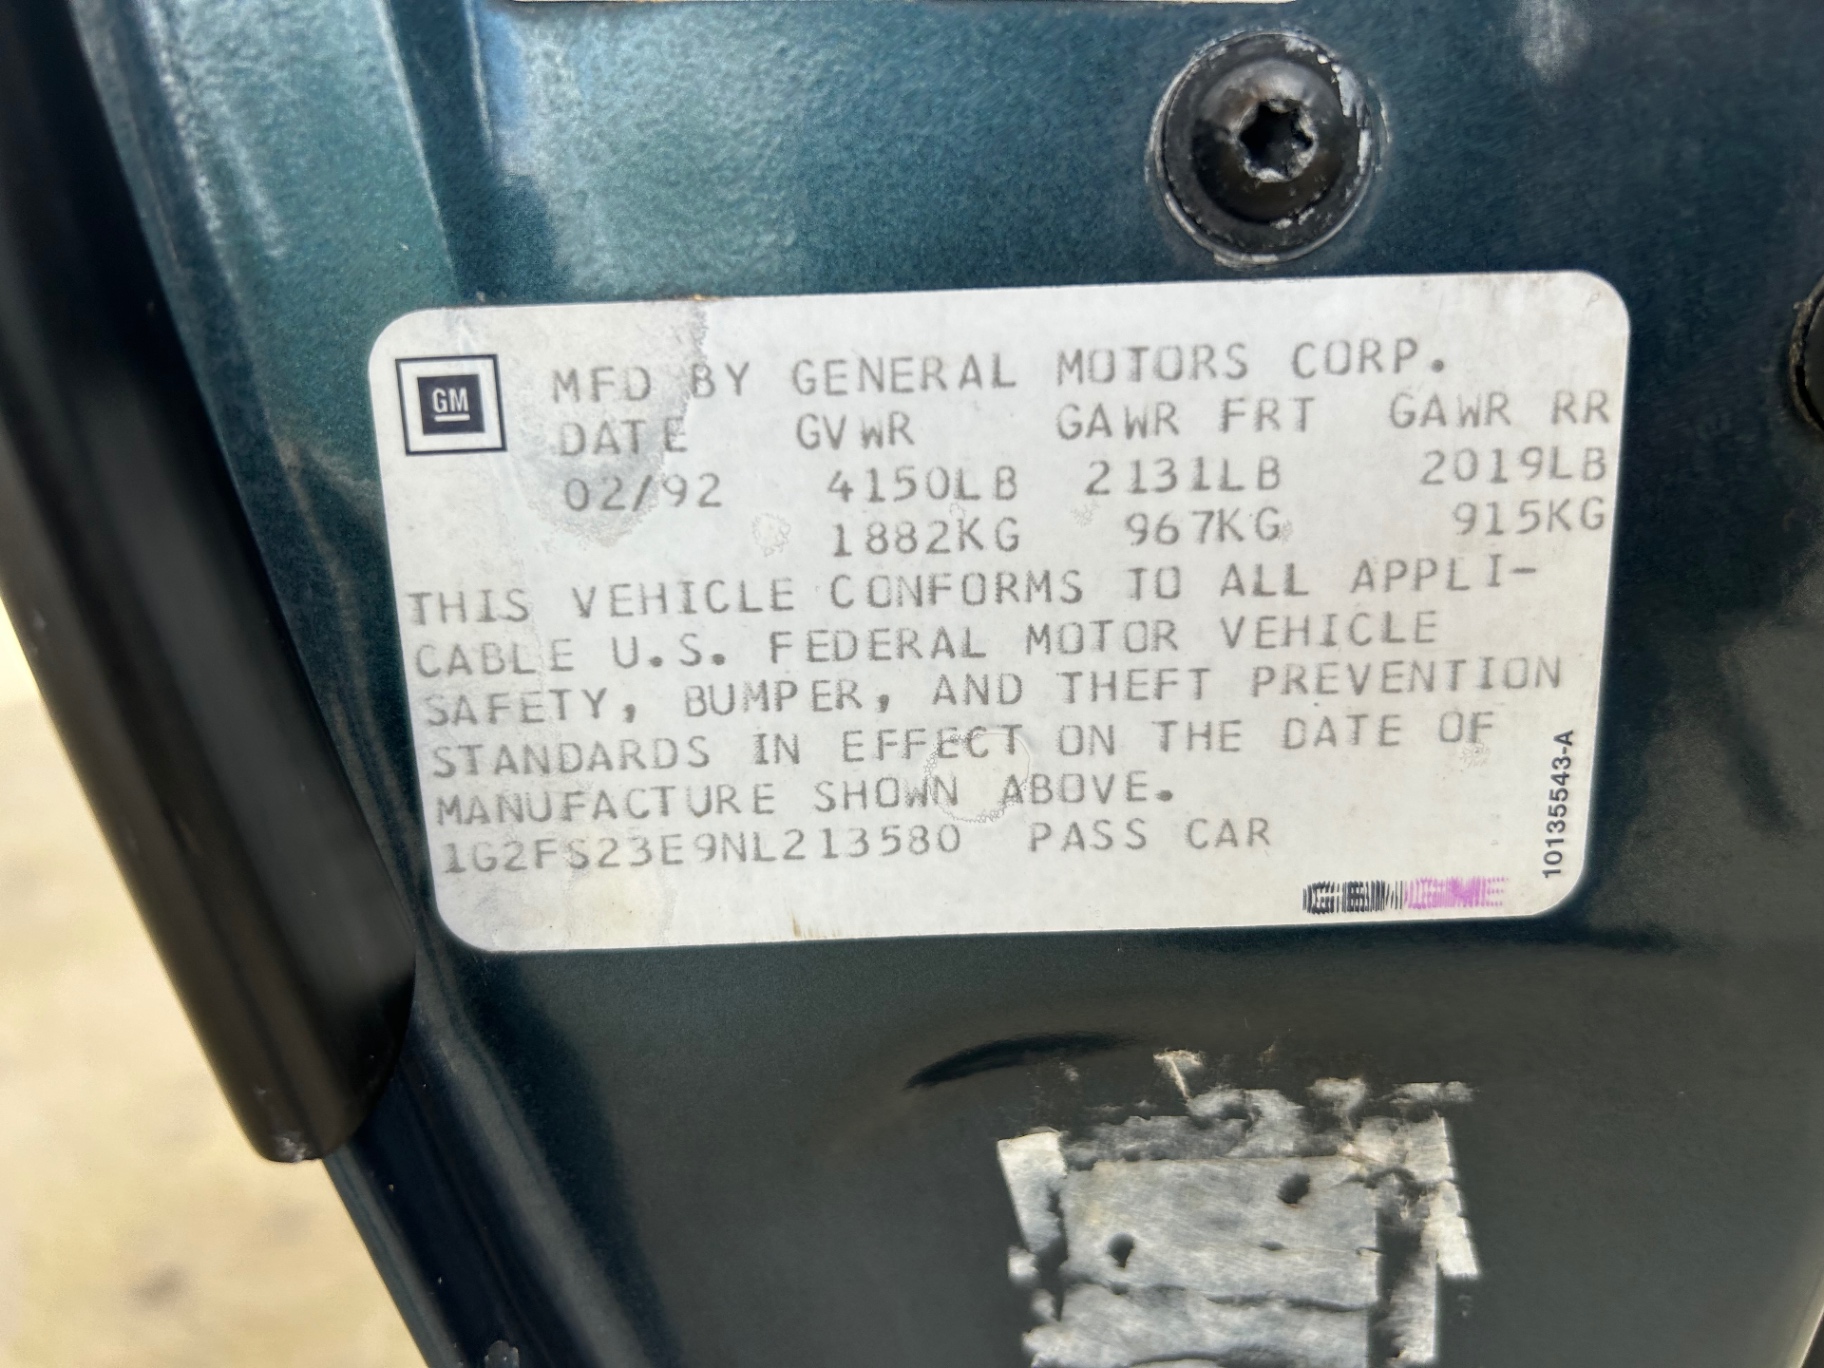 GM
MFD BY GENERAL MOTORS CORP.
DATE GVWR GAWR FRT GAWR RR
02/92 4150LB 2131LB 2019LB
1882KG 967KG 915KG
THIS VEHICLE CONFORMS TO ALL APPLI-
CABLE U.S. FEDERAL MOTOR VEHICLE
SAFETY, BUMPER, AND THEFT PREVENTION
STANDARDS IN EFFECT ON THE DATE OF
MANUFACTURE SHOWN ABOVE.
1G2FS23E9NL213580 PASS CAR
10135543-A